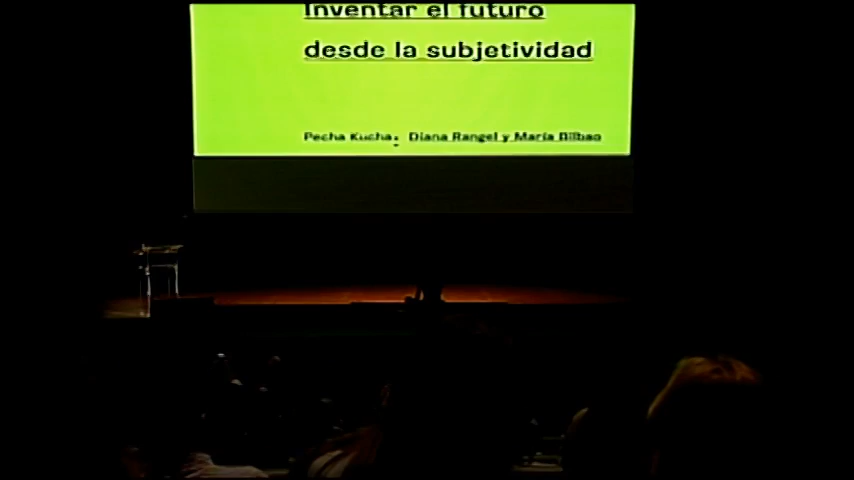 Inventar el futuro
desde la subjetividad
Pecha Kucha: Diana Rangel y María Bilbao